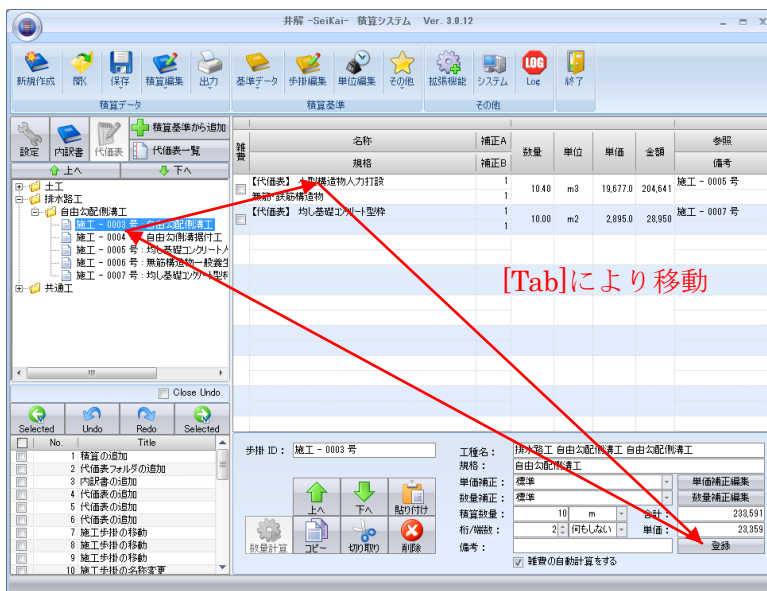 井解 -SeiKai- 積算システム Ver. 3.0.12
新規作成 開く 保存 積算編集 出力
積算データ
基準データ 歩掛編集 単位編集 その他
積算基準
拡張機能 システム Log 終了
その他
設定 内訳書 代価表
積算基準から追加
代価表一覧
上へ 下へ
土工
排水路工
自由勾配側溝工
施工 - 0003 号 : 自由勾配側溝工
施工 - 0004 号 : 自由勾側溝据付工
施工 - 0005 号 : 均し基礎コンクリート人
施工 - 0006 号 : 無筋構造物一般養生
施工 - 0007 号 : 均し基礎コンクリート型枠
共通工
Close Undo
Selected Undo Redo Selected
No. Title
1 積算の追加
2 代価表フォルダの追加
3 内訳書の追加
4 代価表の追加
5 代価表の追加
6 代価表の追加
7 施工歩掛の移動
8 施工歩掛の移動
9 施工歩掛の移動
10 施工歩掛の名称変更
雑費 名称 補正A 数量 単位 単価 金額 参照
規格 補正B 備考
【代価表】 小型構造物人力打設 1 10.40 m3 19,677.0 204,641 施工 - 0005 号
無筋・鉄筋構造物 1
【代価表】 均し基礎コンクリート型枠 1 10.00 m2 2,895.0 28,950 施工 - 0007 号
1
[Tab]により移動
歩掛 ID : 施工 - 0003 号
上へ 下へ 貼り付け
数量計算 コピー 切り取り 削除
工種名 : 排水路工 自由勾配側溝工 自由勾配側溝工
規格 : 自由勾配側溝工
単価補正 : 標準 単価補正編集
数量補正 : 標準 数量補正編集
積算数量 : 10 m 合計 : 233,591
桁/端数 : 2 何もしない 単価 : 23,359
備考 : 登録
雑費の自動計算をする